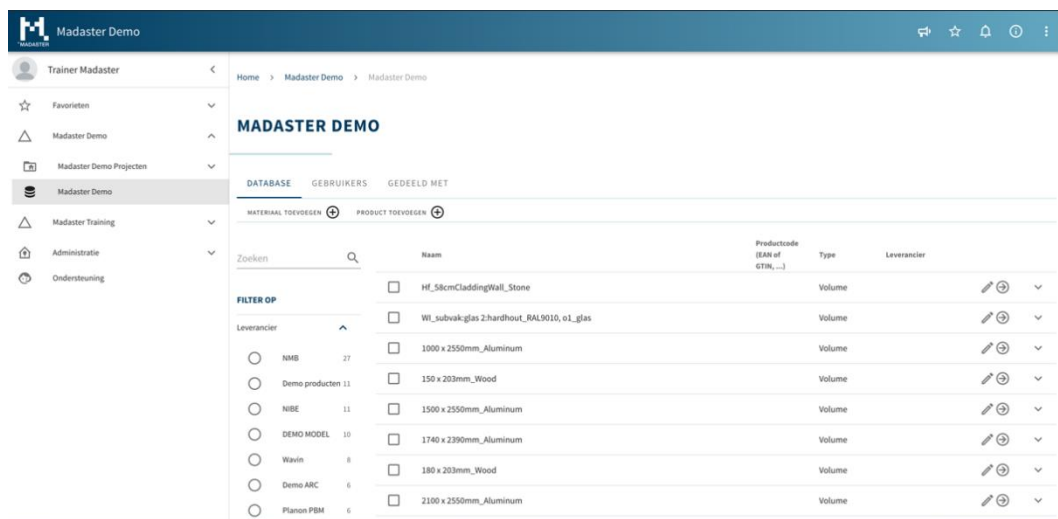 MADASTER
Madaster Demo
Trainer Madaster
Favorieten
Madaster Demo
Madaster Demo Projecten
Madaster Demo
Madaster Training
Administratie
Ondersteuning
Home > Madaster Demo > Madaster Demo
MADASTER DEMO
DATABASE GEBRUIKERS GEDEELD MET
MATERIAAL TOEVOEGEN PRODUCT TOEVOEGEN
Zoeken
FILTER OP
Leverancier
NMB 27
Demo producten 11
NIBE 11
DEMO MODEL 10
Wavin 8
Demo ARC 6
Planon PBM 6
Naam
Productcode
(EAN of
GTIN, ...)
Type
Leverancier
Hf_58cmCladdingWall_Stone Volume
WI_subvak:glas 2:hardhout_RAL9010, o1_glas Volume
1000 x 2550mm_Aluminum Volume
150 x 203mm_Wood Volume
1500 x 2550mm_Aluminum Volume
1740 x 2390mm_Aluminum Volume
180 x 203mm_Wood Volume
2100 x 2550mm_Aluminum Volume